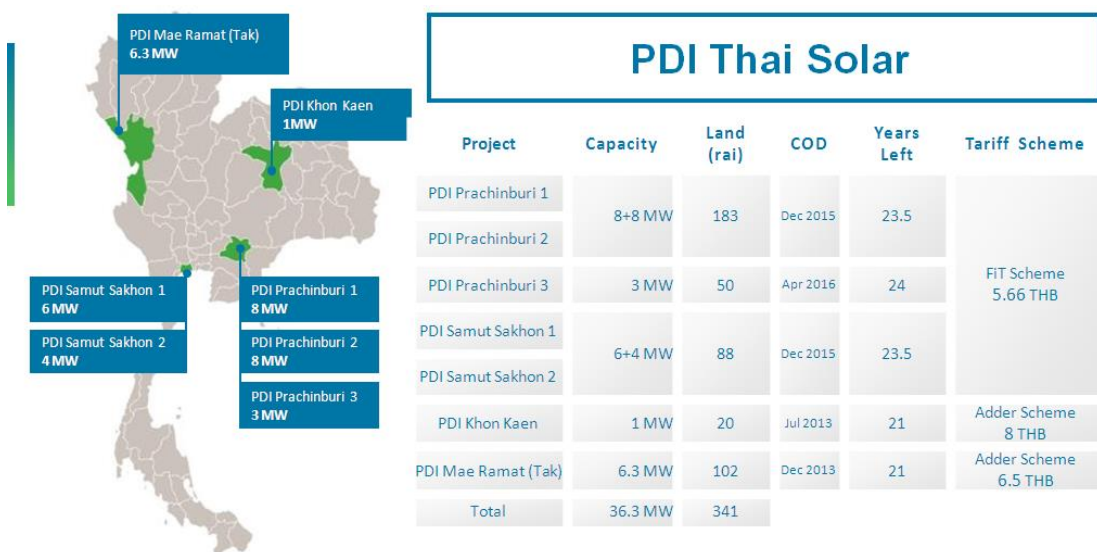 PDI Mae Ramat (Tak)
6.3 MW
PDI Khon Kaen
1MW
PDI Samut Sakhon 1
6 MW
PDI Samut Sakhon 2
4 MW
PDI Prachinburi 1
8 MW
PDI Prachinburi 2
8 MW
PDI Prachinburi 3
3 MW
PDI Thai Solar
Project Capacity Land (rai) COD Years Left Tariff Scheme
PDI Prachinburi 1
PDI Prachinburi 2
8+8 MW 183 Dec 2015 23.5
PDI Prachinburi 3 3 MW 50 Apr 2016 24
FiT Scheme
5.66 THB
PDI Samut Sakhon 1
PDI Samut Sakhon 2
6+4 MW 88 Dec 2015 23.5
PDI Khon Kaen 1 MW 20 Jul 2013 21 Adder Scheme
8 THB
PDI Mae Ramat (Tak) 6.3 MW 102 Dec 2013 21 Adder Scheme
6.5 THB
Total 36.3 MW 341